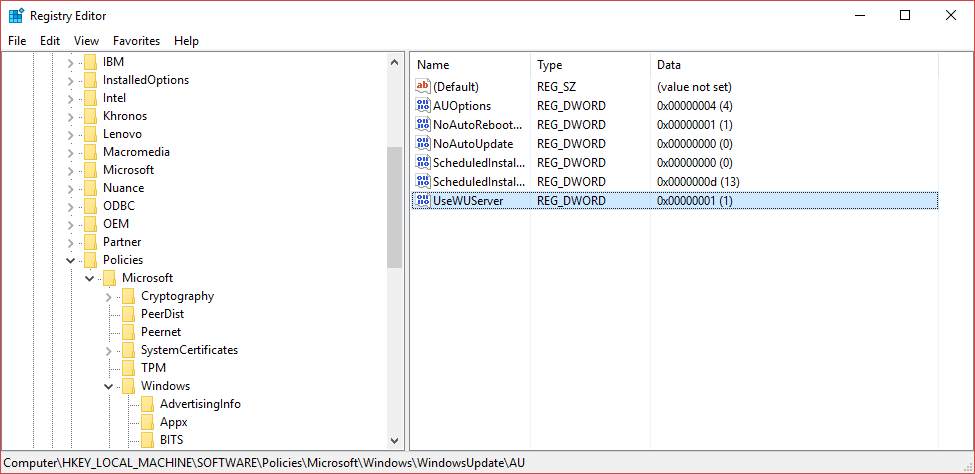 Registry Editor
File Edit View Favorites Help
IBM
InstalledOptions
Intel
Khronos
Lenovo
Macromedia
Microsoft
Nuance
ODBC
OEM
Partner
Policies
Microsoft
Cryptography
PeerDist
Peernet
SystemCertificates
TPM
Windows
AdvertisingInfo
Appx
BITS
Name Type Data
(Default) REG_SZ (value not set)
AUOptions REG_DWORD 0x00000004 (4)
NoAutoReboot... REG_DWORD 0x00000001 (1)
NoAutoUpdate REG_DWORD 0x00000000 (0)
ScheduledInstal... REG_DWORD 0x00000000 (0)
ScheduledInstal... REG_DWORD 0x0000000d (13)
UseWUServer REG_DWORD 0x00000001 (1)
Computer\HKEY_LOCAL_MACHINE\SOFTWARE\Policies\Microsoft\Windows\WindowsUpdate\AU